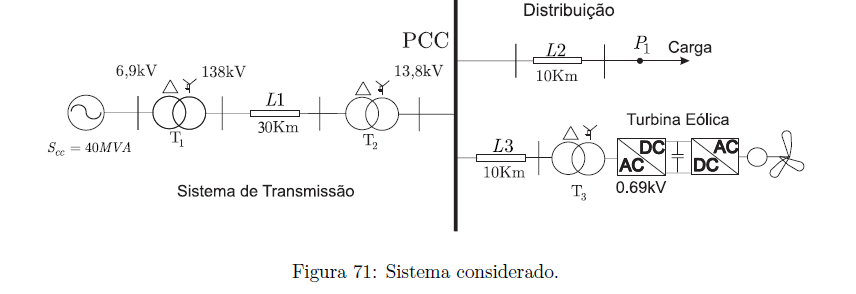 Distribuição
PCC
L2
P1
Carga
10Km
6,9kV
138kV
13,8kV
L1
30Km
T1
T2
Scc = 40MVA
Sistema de Transmissão
L3
10Km
T3
Turbina Eólica
DC
AC
AC
DC
0.69kV
Figura 71: Sistema considerado.